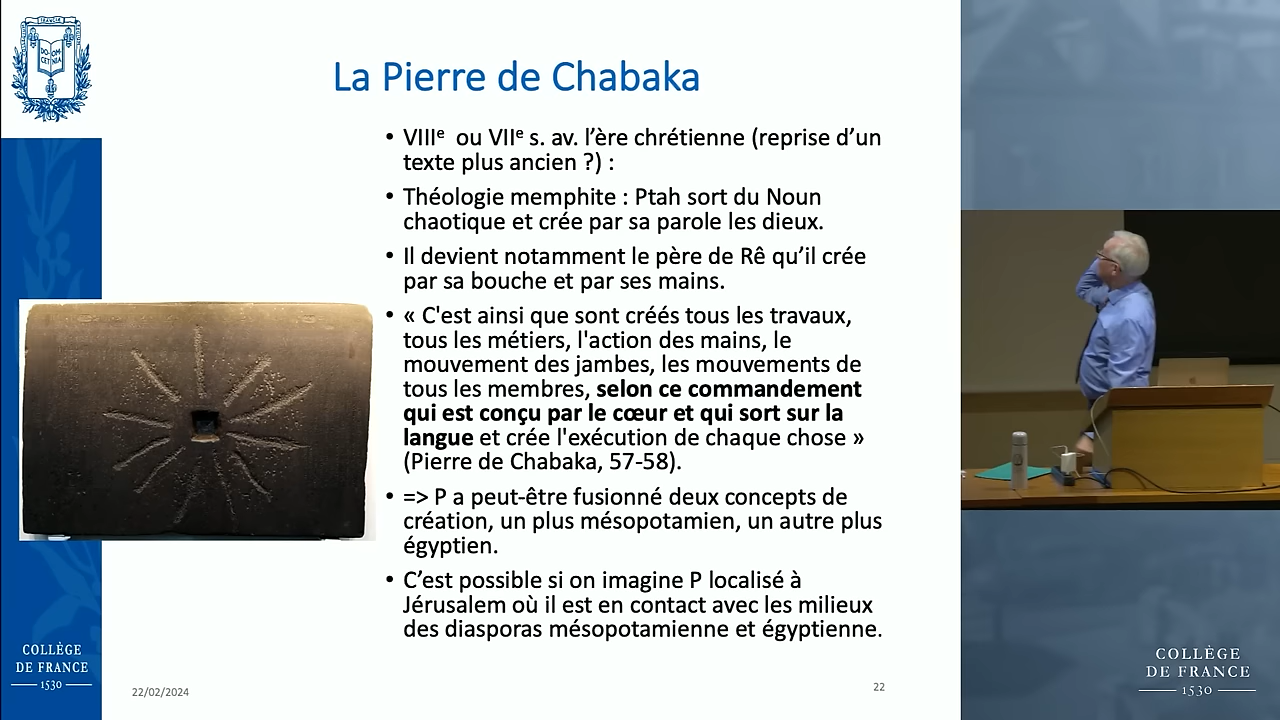 La Pierre de Chabaka
• VIIIᵉ ou VIIᵉ s. av. l’ère chrétienne (reprise d’un
texte plus ancien ?) :
• Théologie memphite : Ptah sort du Noun
chaotique et crée par sa parole les dieux.
• Il devient notamment le père de Rê qu’il crée
par sa bouche et par ses mains.
• « C'est ainsi que sont créés tous les travaux,
tous les métiers, l'action des mains, le
mouvement des jambes, les mouvements de
tous les membres, selon ce commandement
qui est conçu par le cœur et qui sort sur la
langue et crée l'exécution de chaque chose »
(Pierre de Chabaka, 57-58).
• => P a peut-être fusionné deux concepts de
création, un plus mésopotamien, un autre plus
égyptien.
• C’est possible si on imagine P localisé à
Jérusalem où il est en contact avec les milieux
des diasporas mésopotamienne et égyptienne.
COLLÈGE
DE FRANCE
1530
22/02/2024
22
COLLÈGE
DE FRANCE
1530